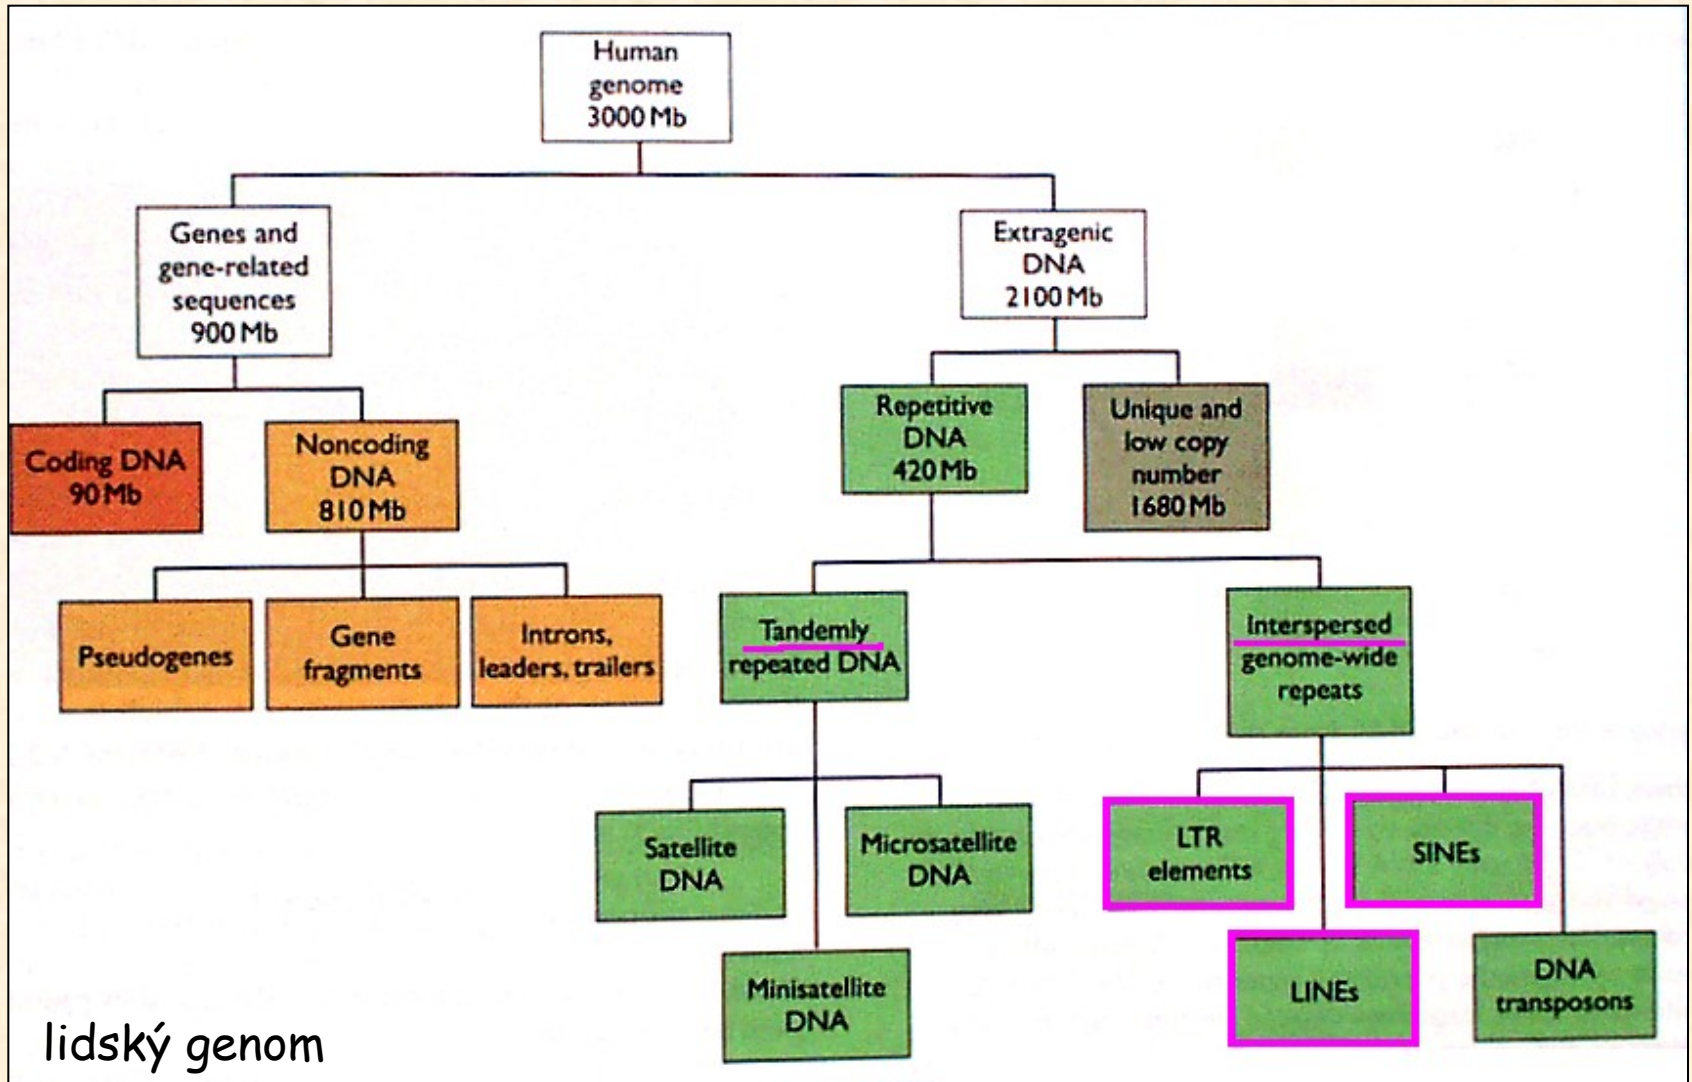 Human
genome
3000 Mb
Genes and
gene-related
sequences
900 Mb
Extragenic
DNA
2100 Mb
Coding DNA
90 Mb
Noncoding
DNA
810 Mb
Repetitive
DNA
420 Mb
Unique and
low copy
number
1680 Mb
Pseudogenes
Gene
fragments
Introns,
leaders, trailers
Tandemly
repeated DNA
Interspersed
genome-wide
repeats
Satellite
DNA
Microsatellite
DNA
Minisatellite
DNA
LTR
elements
SINEs
LINEs
DNA
transposons
lidský genom